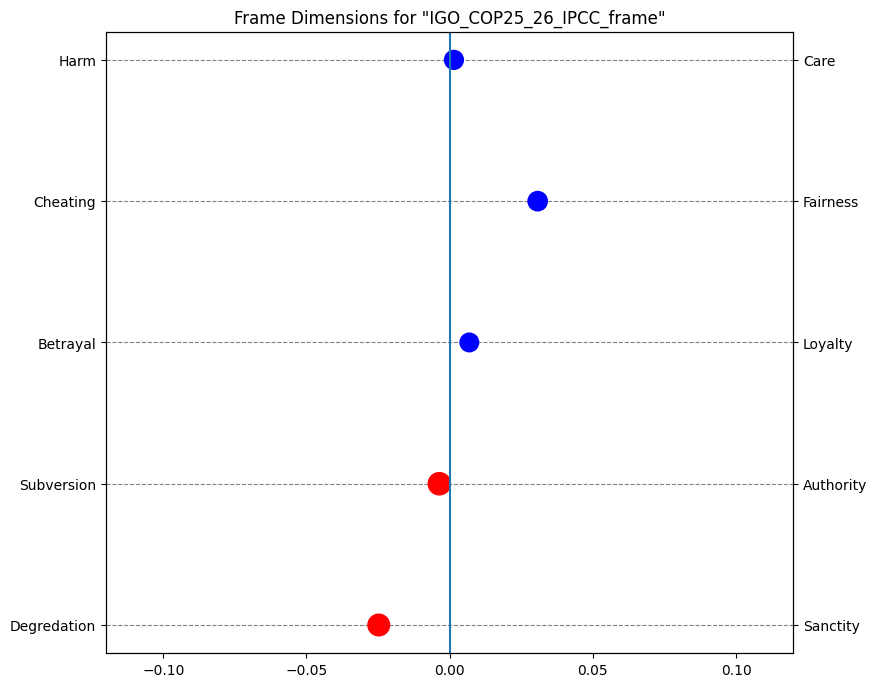 Frame Dimensions for "IGO_COP25_26_IPCC_frame"
Harm
Care
Cheating
Fairness
Betrayal
Loyalty
Subversion
Authority
Degredation
Sanctity
−0.10
−0.05
0.00
0.05
0.10